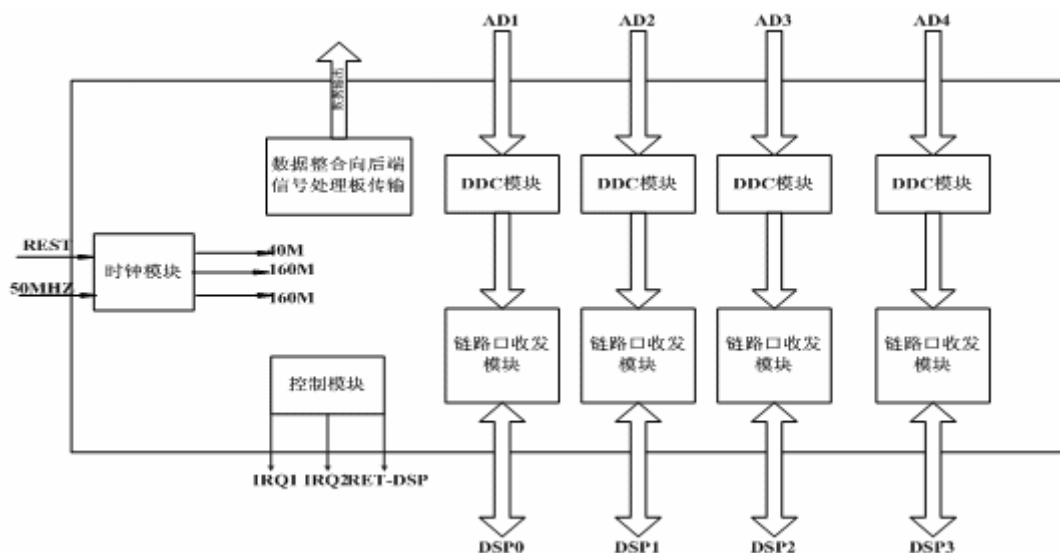 AD1 AD2 AD3 AD4
数据输出
数据整合向后端
信号处理板传输
DDC模块 DDC模块 DDC模块 DDC模块
REST
时钟模块
50MHZ
40M
160M
160M
链路口收发
模块
链路口收发
模块
链路口收发
模块
链路口收发
模块
控制模块
IRQ1 IRQ2 RET-DSP
DSP0 DSP1 DSP2 DSP3